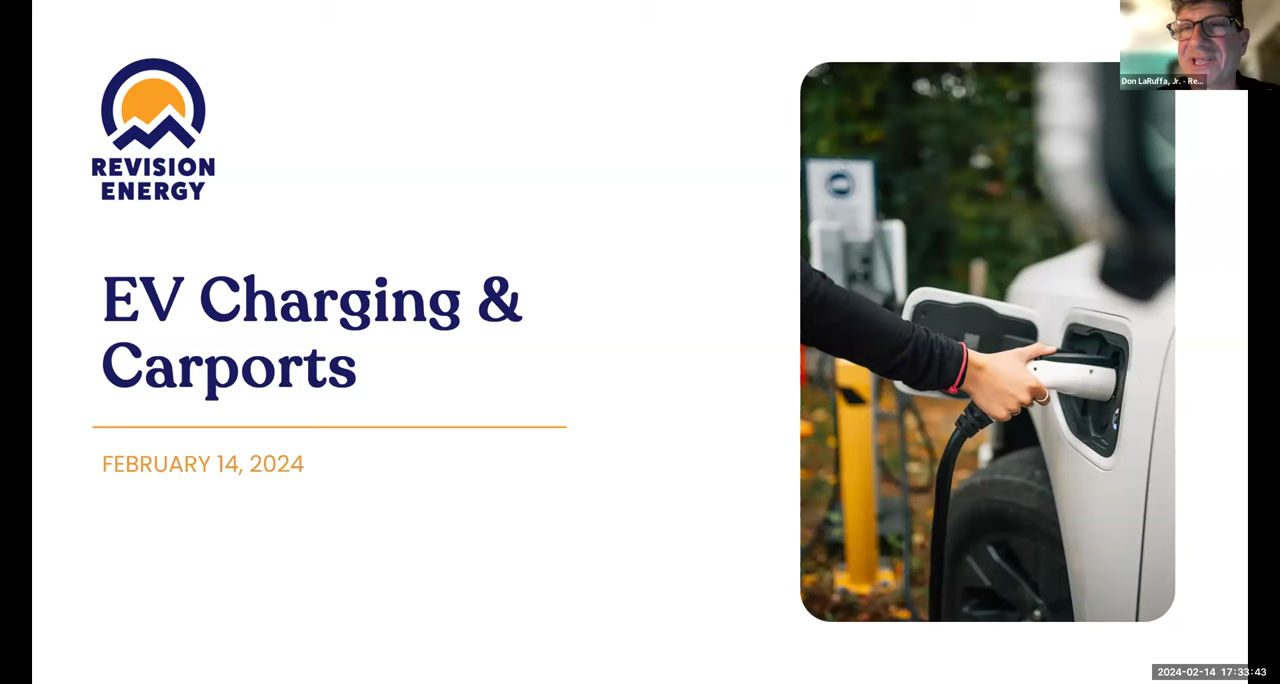 REVISION
ENERGY
EV Charging &
Carports
FEBRUARY 14, 2024
Don LaRuffa, Jr. - Re...
2024-02-14 17:33:43